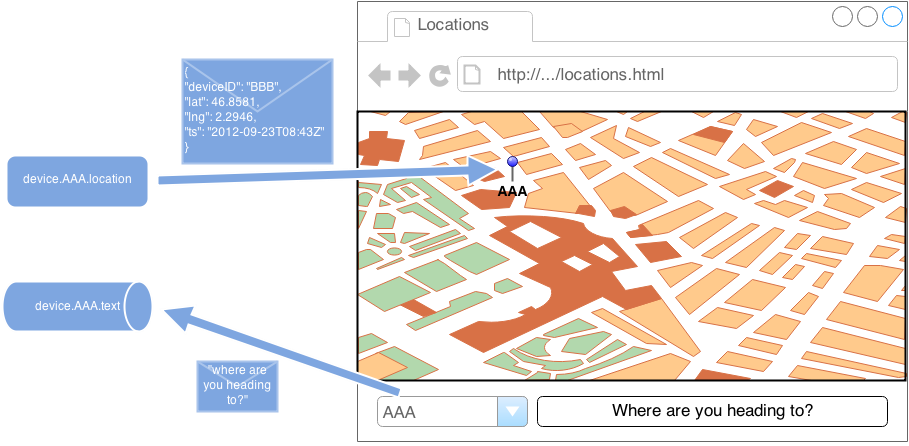 Locations
http://.../locations.html
{
"deviceID": "BBB",
"lat": 46.8581,
"lng": 2.2946,
"ts": "2012-09-23T08:43Z"
}
device.AAA.location
AAA
device.AAA.text
"where are
you heading
to?"
AAA
Where are you heading to?